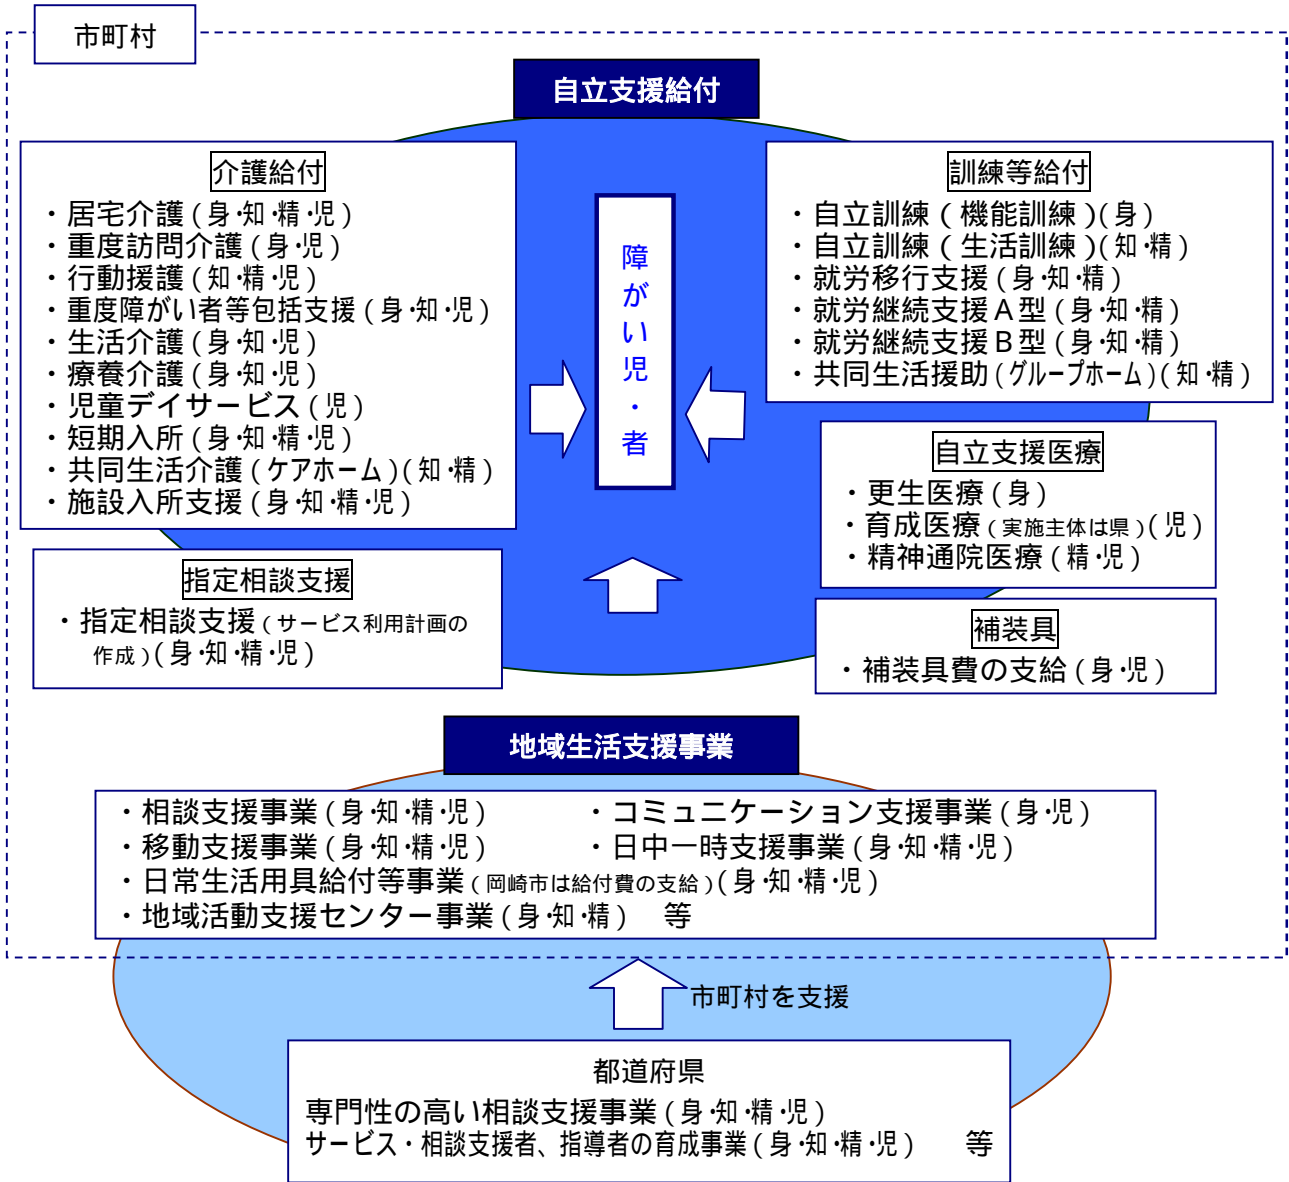 市町村
自立支援給付
介護給付
・居宅介護(身・知・精・児)
・重度訪問介護(身・児)
・行動援護(知・精・児)
・重度障がい者等包括支援(身・知・児)
・生活介護(身・知・児)
・療養介護(身・知・児)
・児童デイサービス(児)
・短期入所(身・知・精・児)
・共同生活介護(ケアホーム)(知・精)
・施設入所支援(身・知・精・児)
障がい児・者
訓練等給付
・自立訓練(機能訓練)(身)
・自立訓練(生活訓練)(知・精)
・就労移行支援(身・知・精)
・就労継続支援A型(身・知・精)
・就労継続支援B型(身・知・精)
・共同生活援助(グループホーム)(知・精)
自立支援医療
・更生医療(身)
・育成医療(実施主体は県)(児)
・精神通院医療(精・児)
指定相談支援
・指定相談支援(サービス利用計画の
作成)(身・知・精・児)
補装具
・補装具費の支給(身・児)
地域生活支援事業
・相談支援事業(身・知・精・児) ・コミュニケーション支援事業(身・児)
・移動支援事業(身・知・精・児) ・日中一時支援事業(身・知・精・児)
・日常生活用具給付等事業(岡崎市は給付費の支給)(身・知・精・児)
・地域活動支援センター事業(身・知・精) 等
市町村を支援
都道府県
専門性の高い相談支援事業(身・知・精・児)
サービス・相談支援者、指導者の育成事業(身・知・精・児) 等